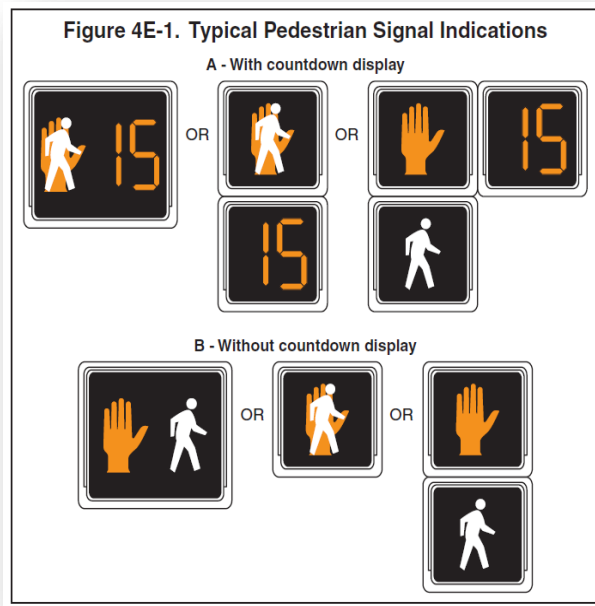 Figure 4E-1. Typical Pedestrian Signal Indications
A - With countdown display
15 OR OR 15
15
B - Without countdown display
OR OR